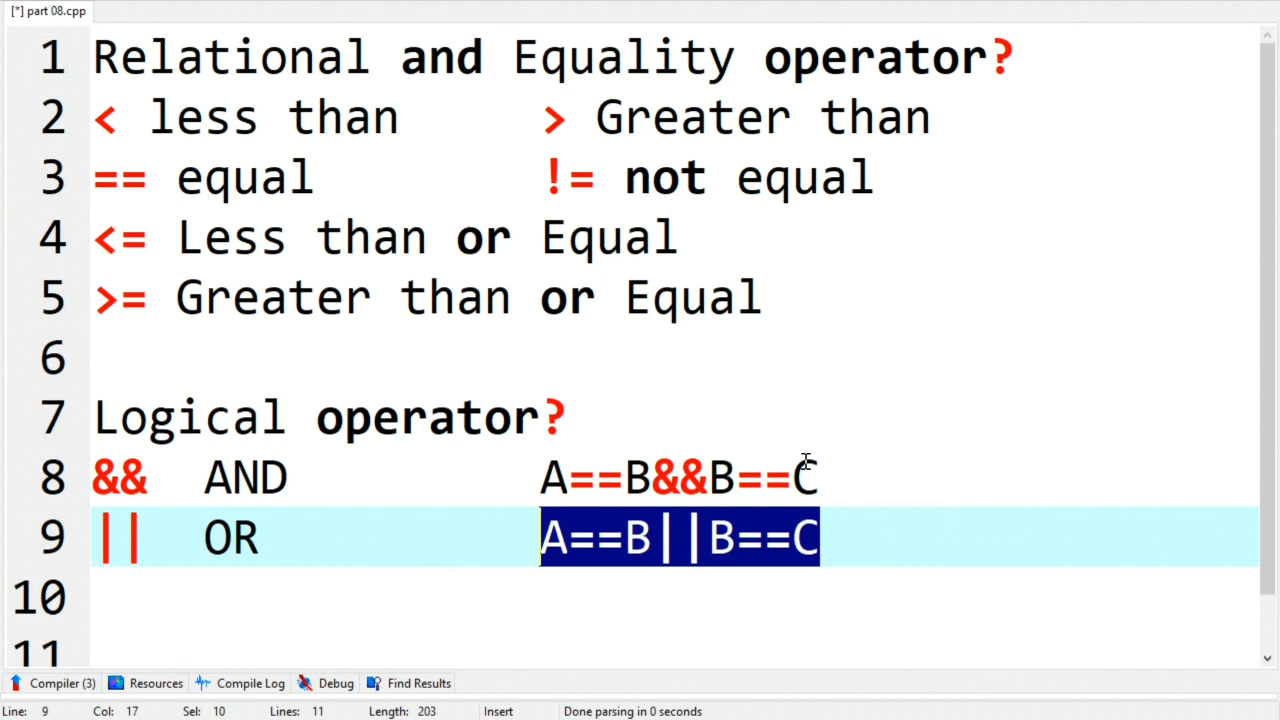 [*] part 08.cpp
1 Relational and Equality operator?
2 < less than > Greater than
3 == equal != not equal
4 <= Less than or Equal
5 >= Greater than or Equal
6
7 Logical operator?
8 && AND A==B&&B==C
9 || OR A==B||B==C
10
11
Compiler (3) Resources Compile Log Debug Find Results
Line: 9 Col: 17 Sel: 10 Lines: 11 Length: 203 Insert Done parsing in 0 seconds